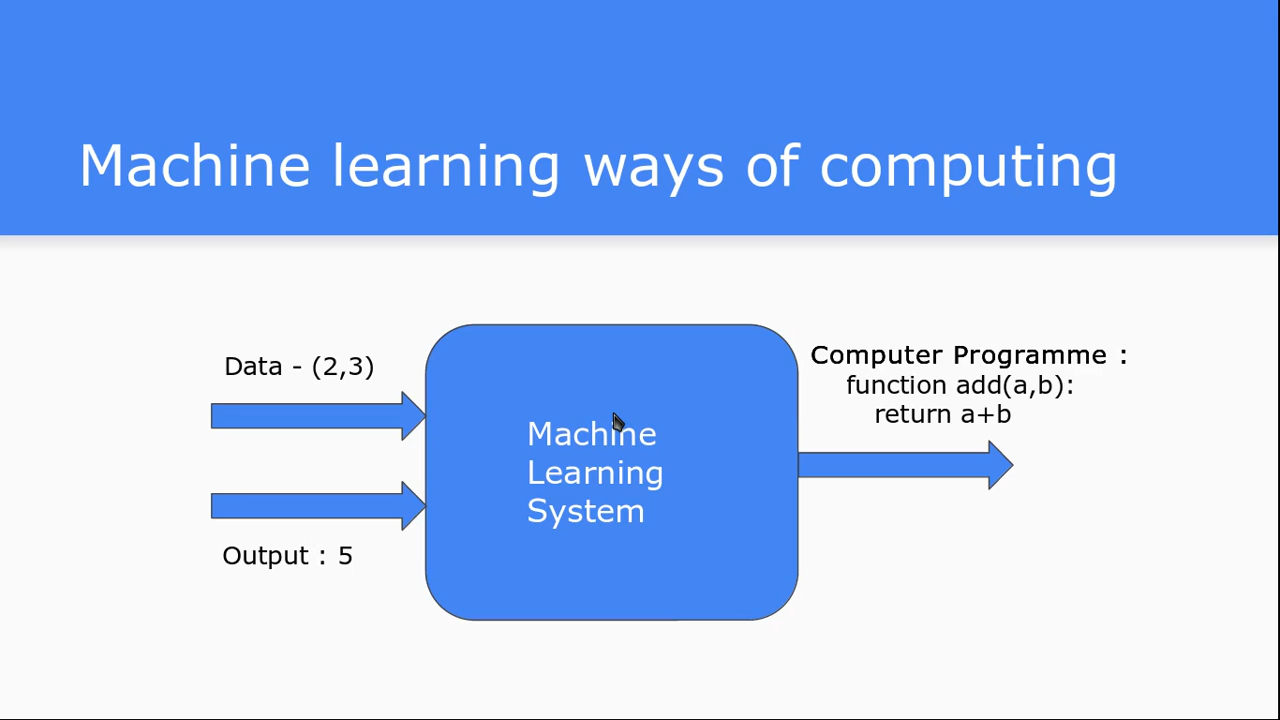 Machine learning ways of computing
Data - (2,3)
Output : 5
Machine
Learning
System
Computer Programme :
function add(a,b):
return a+b